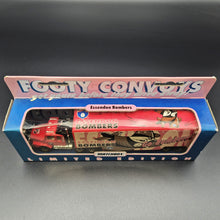 FOOTY CONVOYS
Essendon Bombers
BOMBERS
BOMBERS
MATCHBOX
LIMITED EDITION